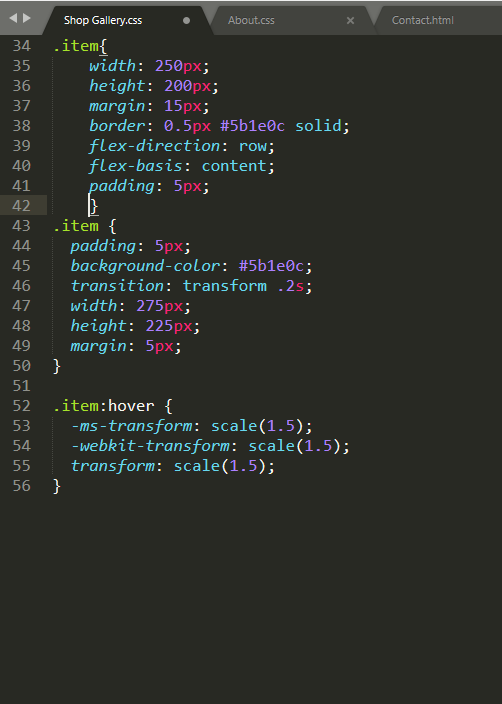 Shop Gallery.css About.css Contact.html
34 .item{
35 width: 250px;
36 height: 200px;
37 margin: 15px;
38 border: 0.5px #5b1e0c solid;
39 flex-direction: row;
40 flex-basis: content;
41 padding: 5px;
42 }
43 .item {
44 padding: 5px;
45 background-color: #5b1e0c;
46 transition: transform .2s;
47 width: 275px;
48 height: 225px;
49 margin: 5px;
50 }
51
52 .item:hover {
53 -ms-transform: scale(1.5);
54 -webkit-transform: scale(1.5);
55 transform: scale(1.5);
56 }